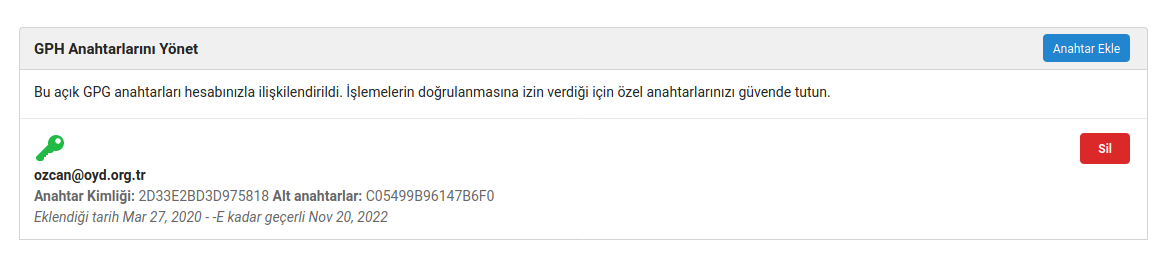 GPH Anahtarlarını Yönet
Anahtar Ekle
Bu açık GPG anahtarları hesabınızla ilişkilendirildi. İşlemelerin doğrulanmasına izin verdiği için özel anahtarlarınızı güvende tutun.
Sil
ozcan@oyd.org.tr
Anahtar Kimliği: 2D33E2BD3D975818 Alt anahtarlar: C05499B96147B6F0
Eklendiği tarih Mar 27, 2020 - -E kadar geçerli Nov 20, 2022